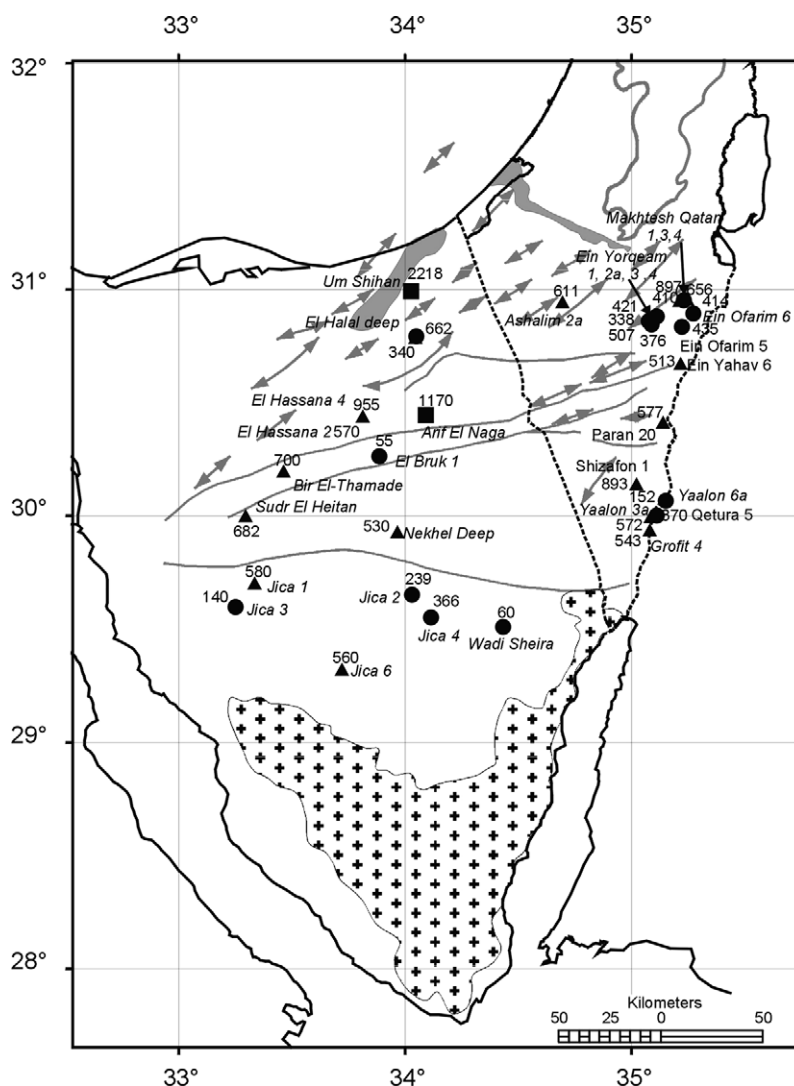 33° 34° 35°
32°
Makhtesh Qatan
1,3,4
31°
Um Shihan 2218
Ein Yorqeam
1, 2a, 3 ,4
897 656
611
421 410 414
El Halal deep 662
Ashalim 2a
338
Ein Ofarim 6
340
507 376 435
Ein Ofarim 5
513 Ein Yahav 6
El Hassana 4
955 1170
577
El Hassana 2 570
Arif El Naga
Paran 20
55
El Bruk 1
700
Shizafon 1
Bir El-Thamade
893
152 Yaalon 6a
30°
Sudr El Heitan
Yaalon 3a 370 Qetura 5
682
530 Nekhel Deep
572
543
Grofit 4
580
Jica 1
239
Jica 2
140 Jica 3
366
60
Jica 4
Wadi Sheira
560
Jica 6
29°
28°
Kilometers
50 25 0 50
33° 34° 35°